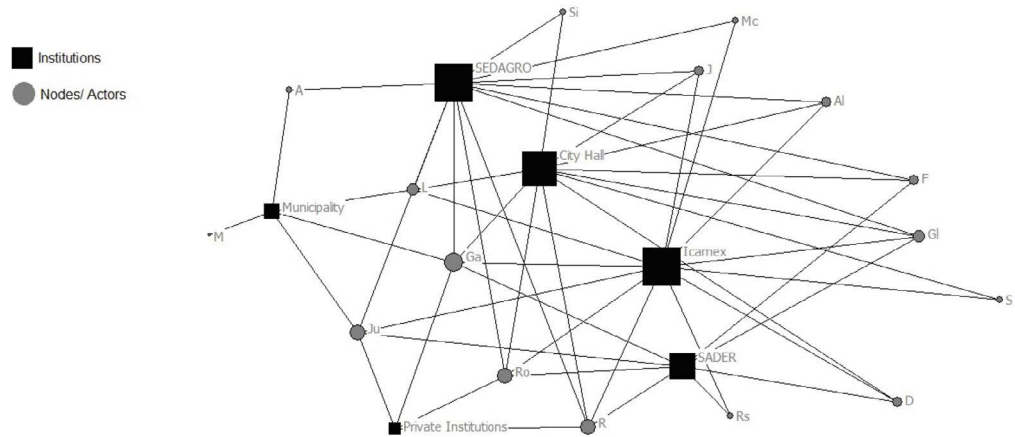 Si
Mc
Institutions
SEDAGRO
J
Nodes/ Actors
A
Al
City Hall
L
F
Municipality
M
Gl
Ga
Icamex
S
Ju
SADER
Ro
D
Rs
Private Institutions
R